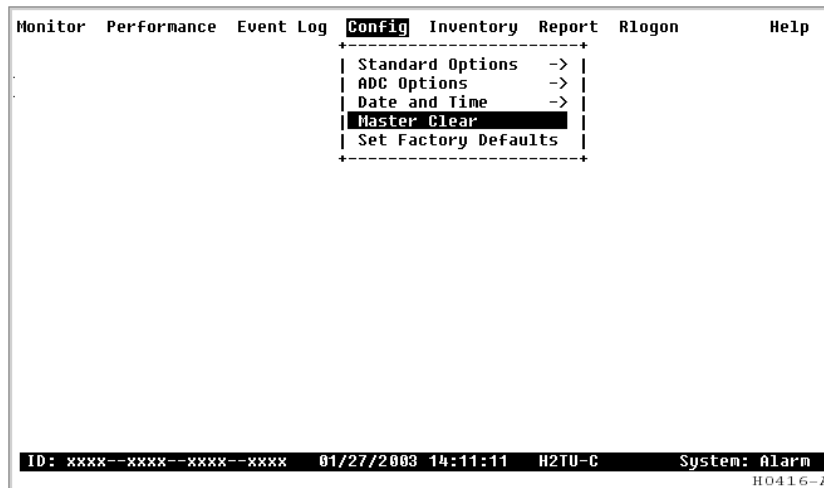 Monitor Performance Event Log Config Inventory Report Rlogon Help
Standard Options ->
ADC Options ->
Date and Time ->
Master Clear
Set Factory Defaults
ID: xxxx--xxxx--xxxx--xxxx 01/27/2003 14:11:11 H2TU-C System: Alarm
H0416-A